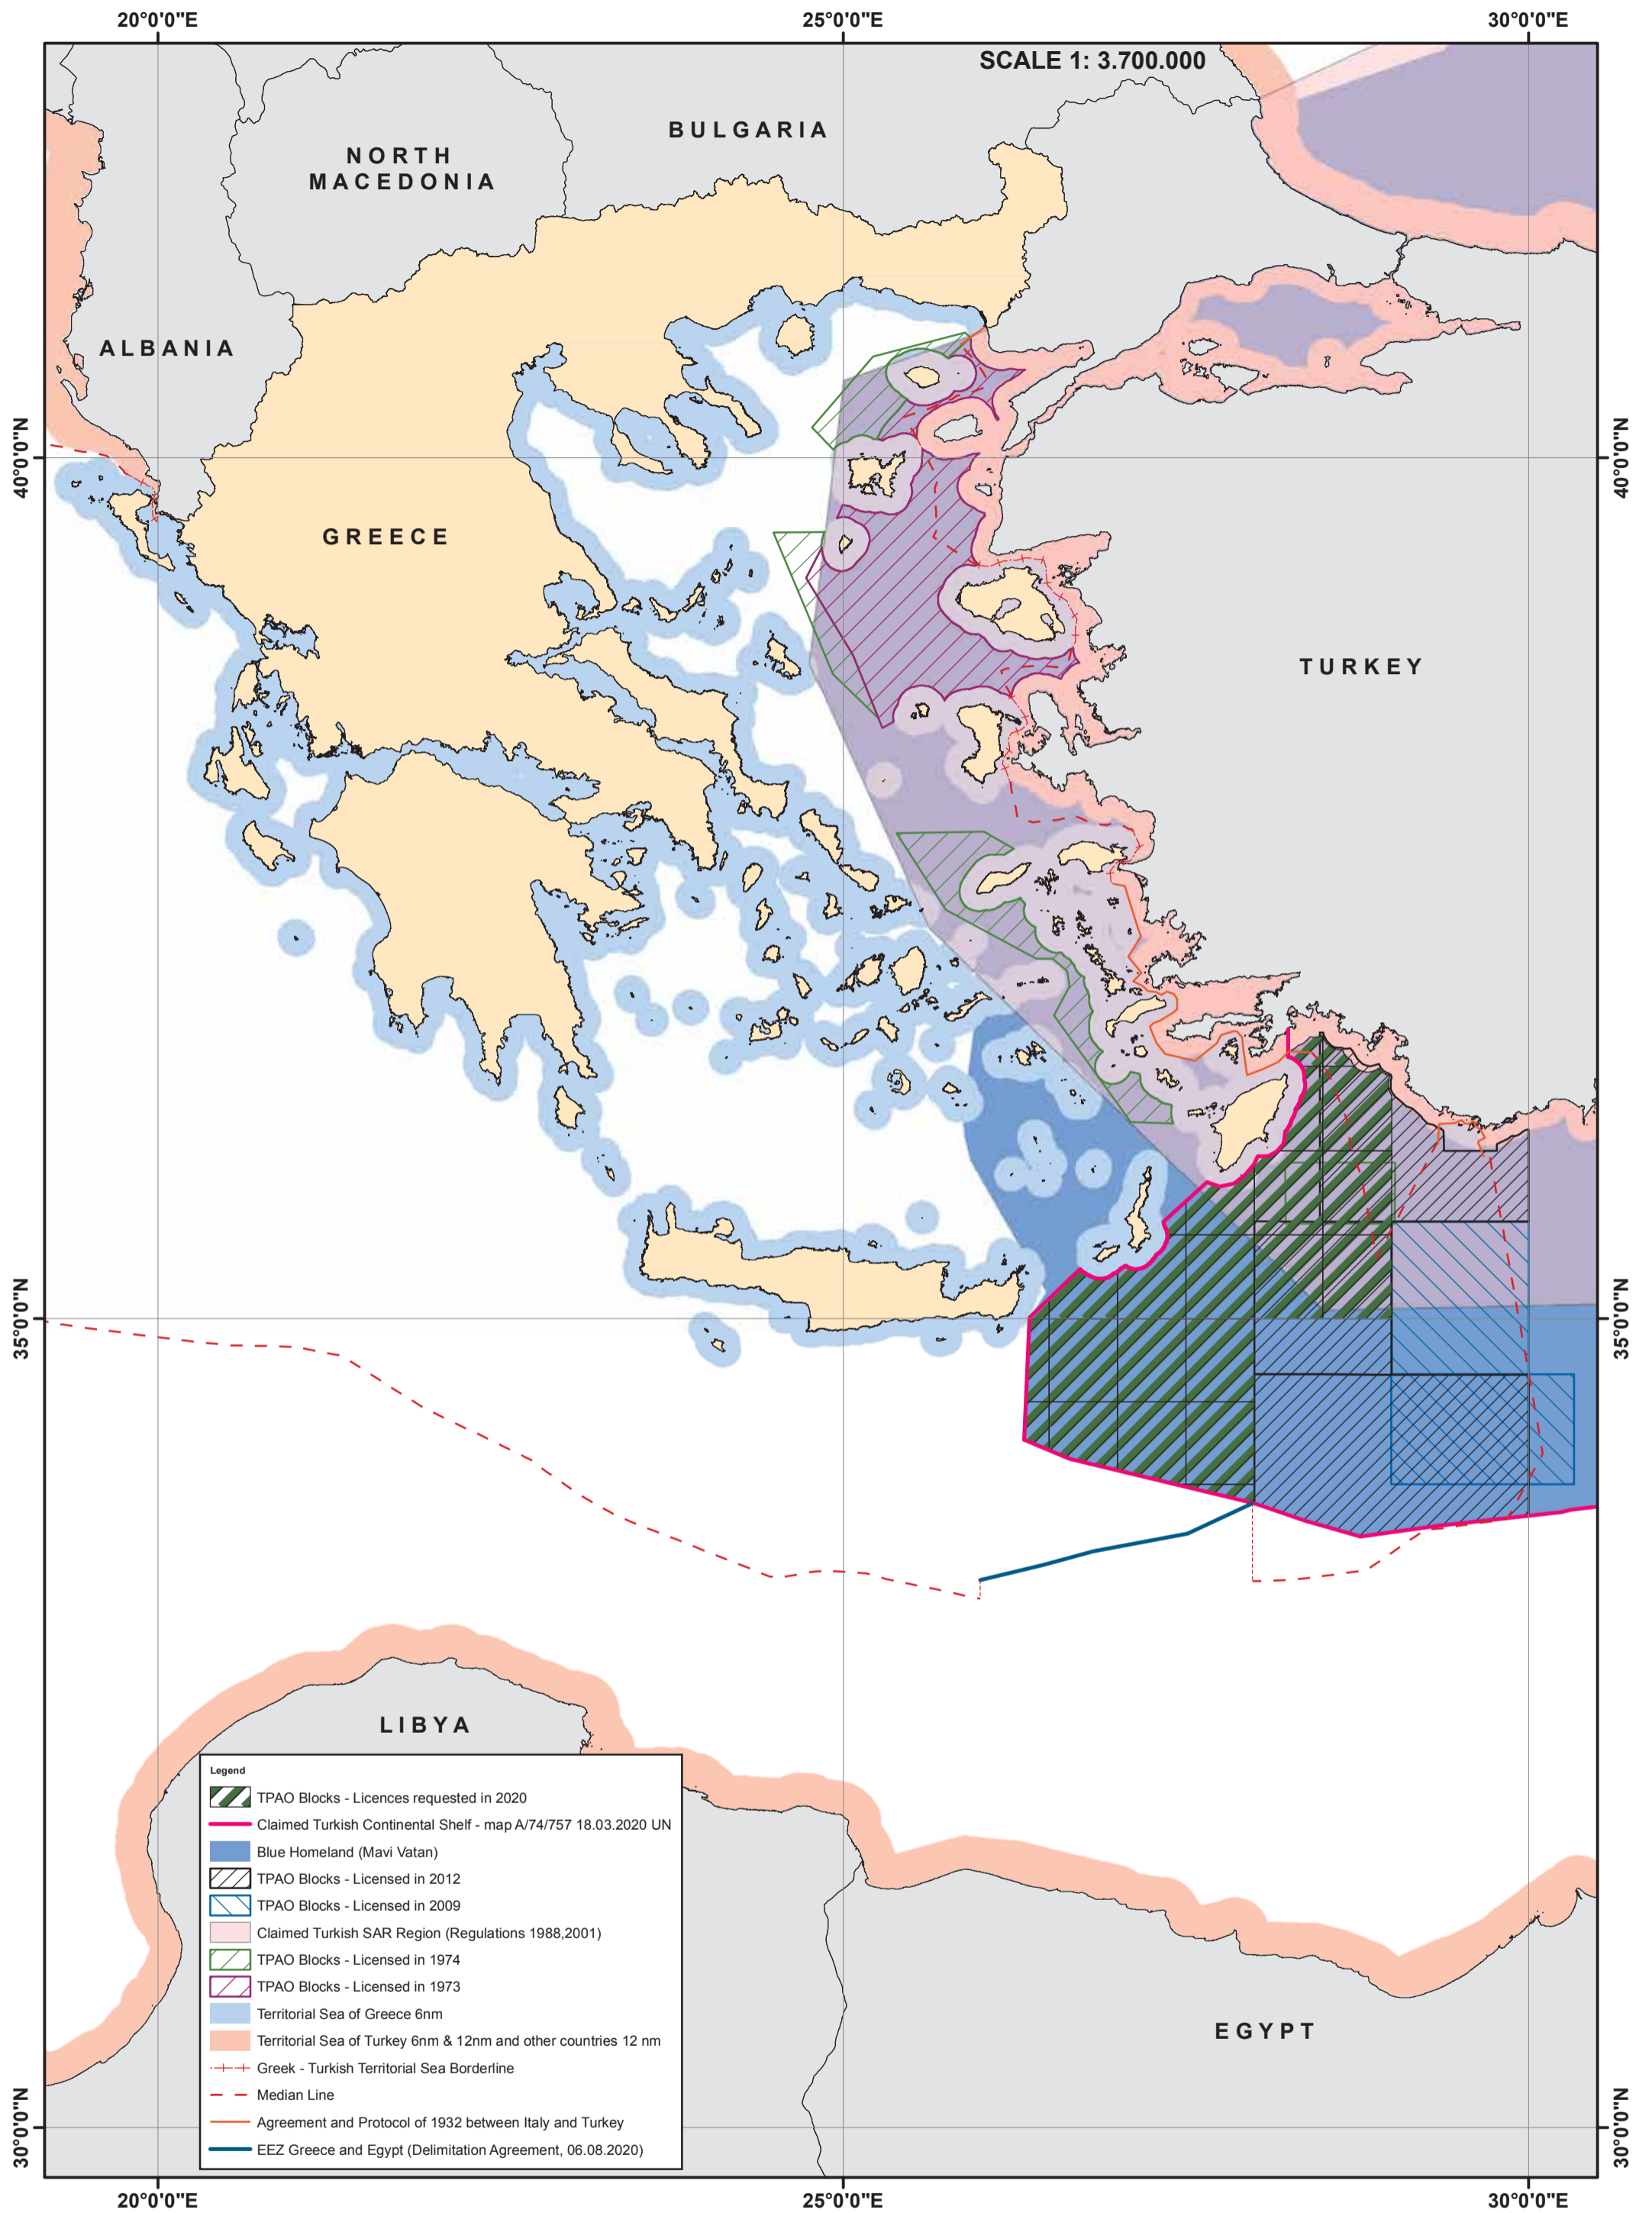 20°0'0"E 25°0'0"E 30°0'0"E
SCALE 1: 3.700.000
BULGARIA
NORTH
MACEDONIA
ALBANIA
40°0'0"N 40°0'0"N
GREECE
TURKEY
35°0'0"N 35°0'0"N
LIBYA
Legend
TPAO Blocks - Licences requested in 2020
Claimed Turkish Continental Shelf - map A/74/757 18.03.2020 UN
Blue Homeland (Mavi Vatan)
TPAO Blocks - Licensed in 2012
TPAO Blocks - Licensed in 2009
Claimed Turkish SAR Region (Regulations 1988,2001)
TPAO Blocks - Licensed in 1974
TPAO Blocks - Licensed in 1973
Territorial Sea of Greece 6nm
Territorial Sea of Turkey 6nm & 12nm and other countries 12 nm
Greek - Turkish Territorial Sea Borderline
Median Line
Agreement and Protocol of 1932 between Italy and Turkey
EEZ Greece and Egypt (Delimitation Agreement, 06.08.2020)
EGYPT
30°0'0"N 30°0'0"N
20°0'0"E 25°0'0"E 30°0'0"E